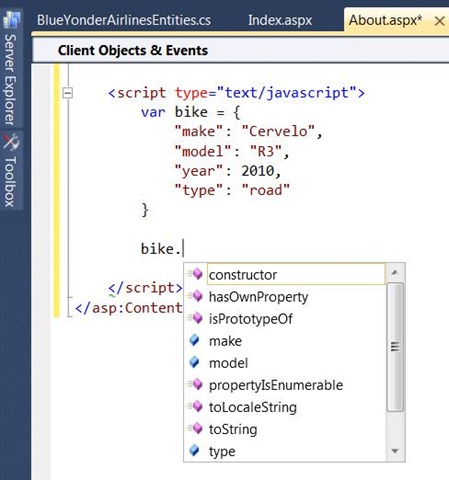 BlueYonderAirlinesEntities.cs Index.aspx About.aspx* ×
Server Explorer
Toolbox
Client Objects & Events
<script type="text/javascript">
var bike = {
"make": "Cervelo",
"model": "R3",
"year": 2010,
"type": "road"
}
bike.
constructor
hasOwnProperty
isPrototypeOf
make
model
propertyIsEnumerable
toLocaleString
toString
type
</script>
</asp:Content